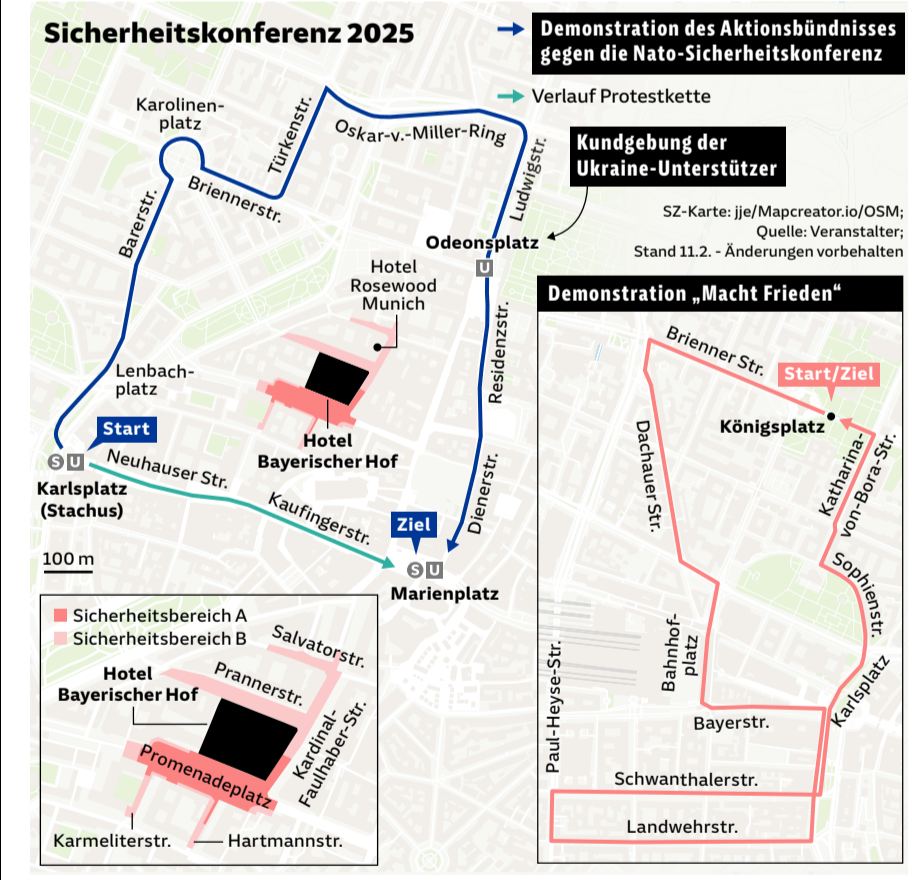 Sicherheitskonferenz 2025
Demonstration des Aktionsbündnisses
gegen die Nato-Sicherheitskonferenz
Verlauf Protestkette
Kundgebung der
Ukraine-Unterstützer
SZ-Karte: jje/Mapcreator.io/OSM;
Quelle: Veranstalter;
Stand 11.2. - Änderungen vorbehalten
Karolinen-
platz
Türkenstr.
Oskar-v.-Miller-Ring
Ludwigstr.
Briennerstr.
Barerstr.
Odeonsplatz
U
Hotel
Rosewood
Munich
Residenzstr.
Lenbach-
platz
Start
S U
Karlsplatz
(Stachus)
Neuhauser Str.
Kaufingerstr.
Hotel
Bayerischer Hof
Dienerstr.
Ziel
S U
Marienplatz
100 m
Sicherheitsbereich A
Sicherheitsbereich B
Salvatorstr.
Hotel
Bayerischer Hof
Prannerstr.
Kardinal-
Faulhaber-Str.
Promenadeplatz
Karmeliterstr.
Hartmannstr.
Demonstration „Macht Frieden“
Brienner Str.
Start/Ziel
Königsplatz
Dachauer Str.
Katharina-
von-Bora-Str.
Sophienstr.
Bahnhof-
platz
Karlsplatz
Paul-Heyse-Str.
Bayerstr.
Schwanthalerstr.
Landwehrstr.